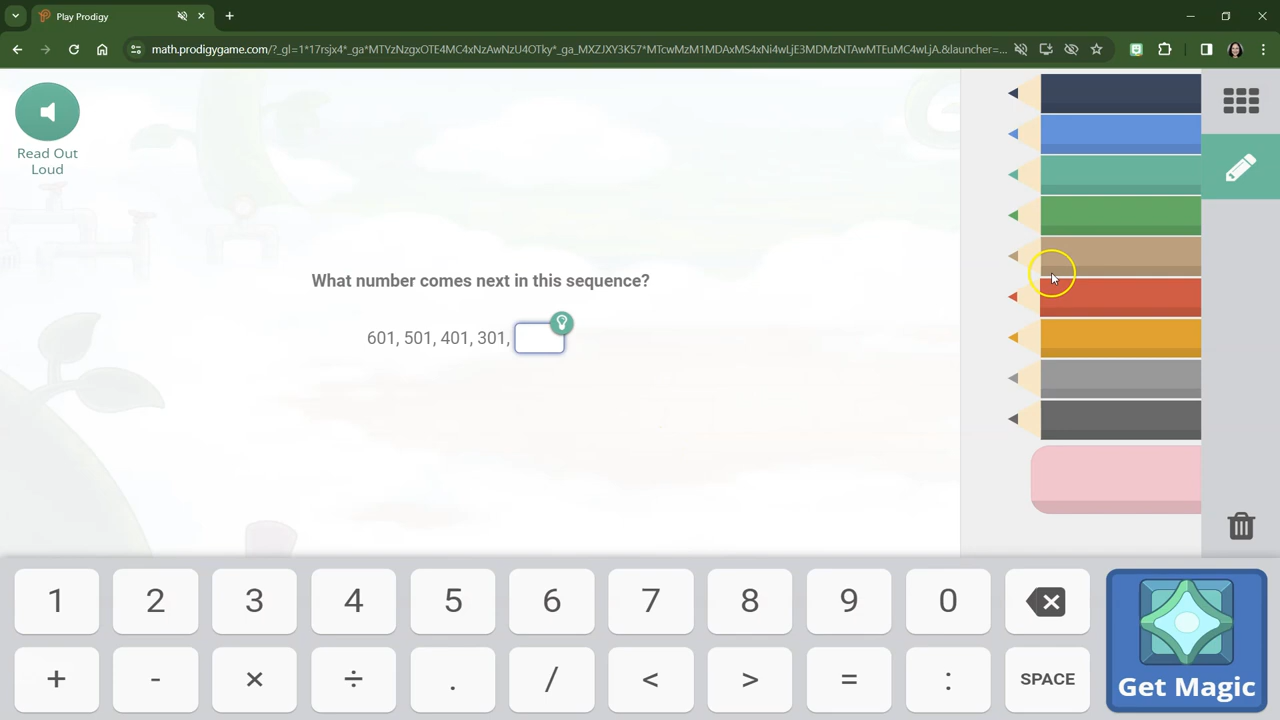 Play Prodigy
math.prodigygame.com/?_gl=1*17rsjx4*_ga*MTYzNzgxOTE4MC4xNzAwNzU4OTky*_ga_MXZJXY3K57*MTcwMzM1MDAxMS4xNi4wLjE3MDMzNTAwMTEuMC4wLjA.&launcher=...
Read Out
Loud
What number comes next in this sequence?
601, 501, 401, 301,
1 2 3 4 5 6 7 8 9 0
+ - × ÷ . / < > = : SPACE
Get Magic